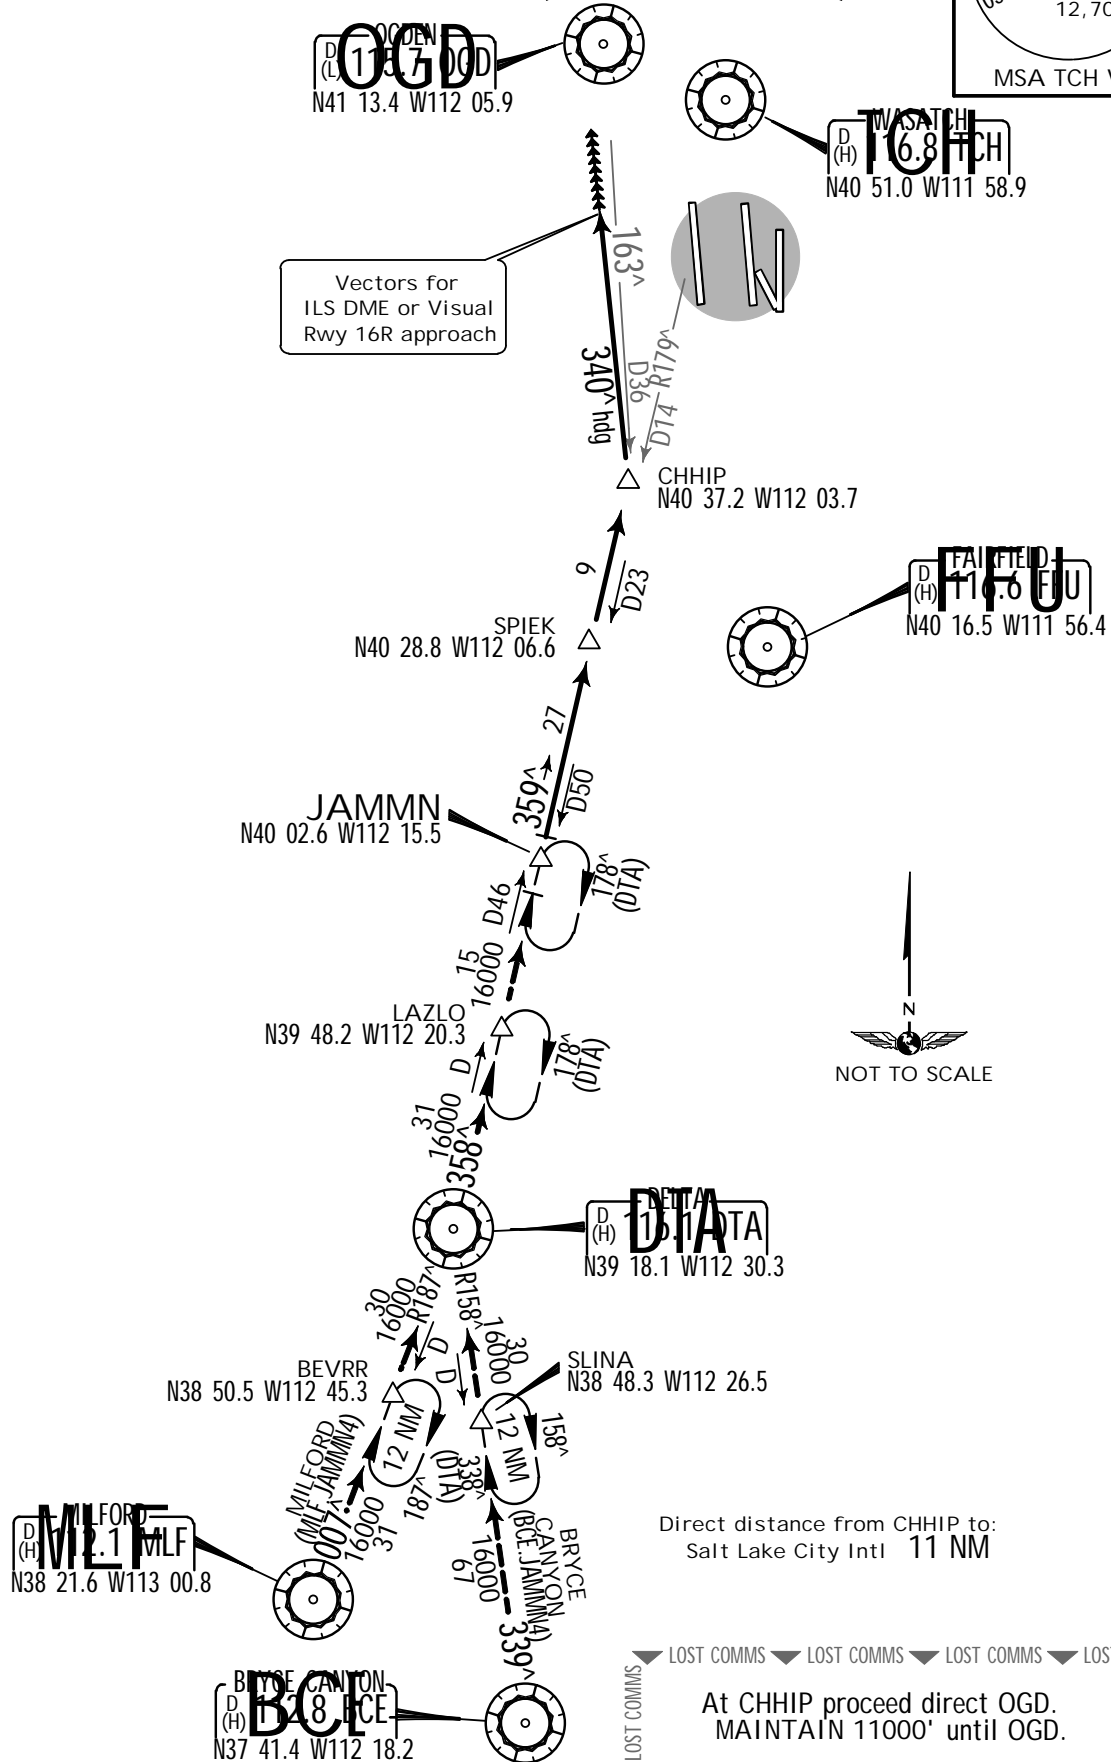 OGDEN
D
(L) 115.7 OGD
OGD
N41 13.4 W112 05.9
12,70
MSA TCH V
WASATCH
D
(H) 116.8 TCH
TCH
N40 51.0 W111 58.9
Vectors for
ILS DME or Visual
Rwy 16R approach
163^
D36
340^ hdg
R179^
D14
CHHIP
N40 37.2 W112 03.7
9
D23
FAIRFIELD
D
(H) 116.6 FFU
FFU
N40 16.5 W111 56.4
SPIEK
N40 28.8 W112 06.6
27
359^
D50
JAMMN
N40 02.6 W112 15.5
178^
(DTA)
D46
15
16000
LAZLO
N39 48.2 W112 20.3
178^
(DTA)
D
31
16000
358^
N
NOT TO SCALE
DELTA
D
(H) 116.1 DTA
DTA
N39 18.1 W112 30.3
30
16000
R187^
D
R158^
16000
30
D
BEVRR
N38 50.5 W112 45.3
SLINA
N38 48.3 W112 26.5
12 NM
187^
(DTA)
12 NM
158^
338^
MILFORD
(MLF.JAMMN4)
007^
16000
31
MILFORD
D
(H) 112.1 MLF
MLF
N38 21.6 W113 00.8
BRYCE
CANYON
(BCE.JAMMN4)
16000
67
339^
BRYCE CANYON
D
(H) 112.8 BCE
BCE
N37 41.4 W112 18.2
Direct distance from CHHIP to:
Salt Lake City Intl 11 NM
LOST COMMS LOST COMMS LOST COMMS LOST
LOST COMMS
At CHHIP proceed direct OGD.
MAINTAIN 11000' until OGD.